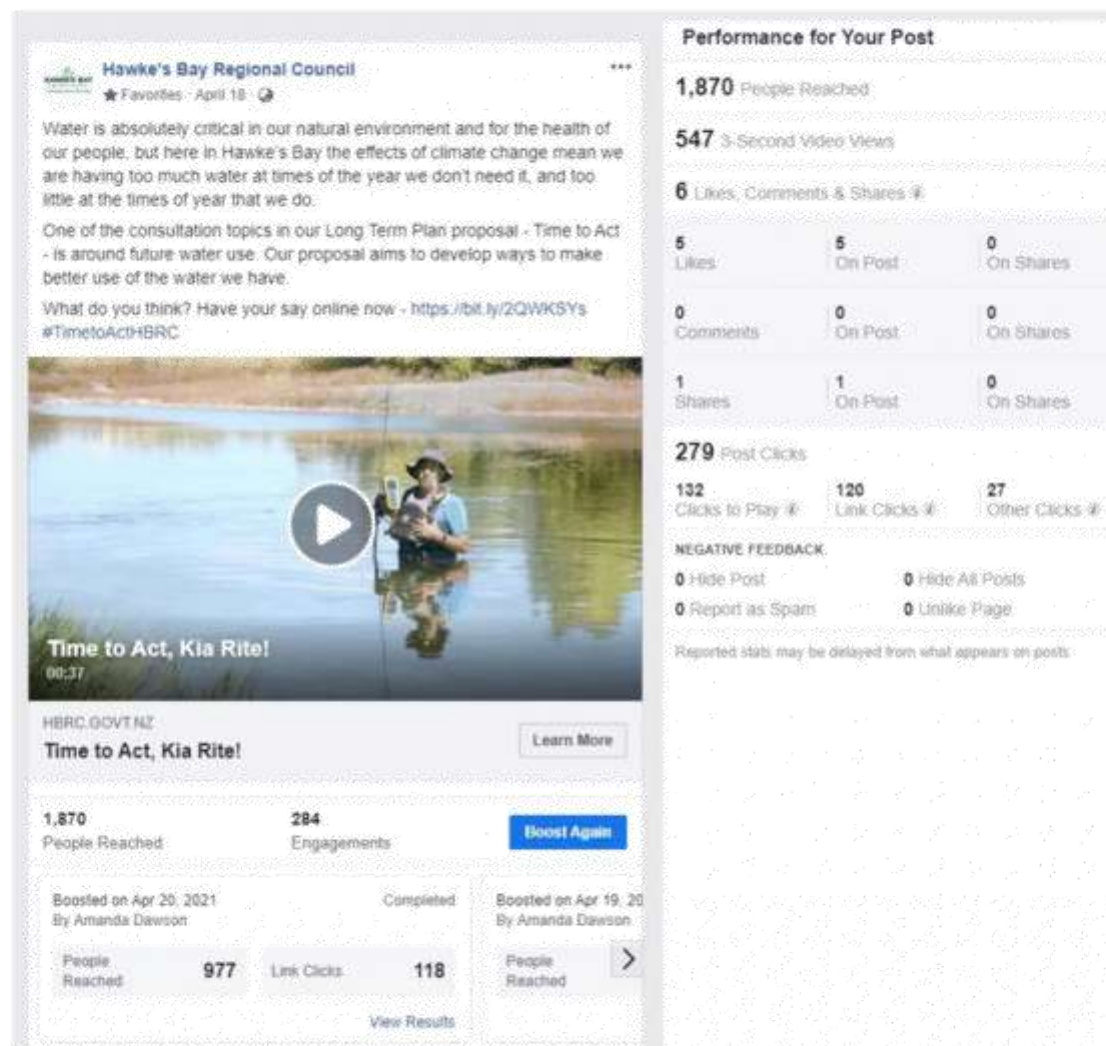 Hawke's Bay Regional Council
Favorites · April 18 ·
Water is absolutely critical in our natural environment and for the health of
our people, but here in Hawke's Bay the effects of climate change mean we
are having too much water at times of the year we don't need it, and too
little at the times of year that we do.
One of the consultation topics in our Long Term Plan proposal - Time to Act
- is around future water use. Our proposal aims to develop ways to make
better use of the water we have.
What do you think? Have your say online now - https://bit.ly/2QWKSYs
#TimetoActHBRC
Time to Act, Kia Rite!
00:37
HBRC.GOVT.NZ
Time to Act, Kia Rite!
Learn More
1,870
People Reached
284
Engagements
Boost Again
Boosted on Apr 20, 2021
By Amanda Dawson
Completed
People
Reached
977
Link Clicks
118
View Results
Boosted on Apr 19, 20
By Amanda Dawson
People
Reached
Performance for Your Post
1,870 People Reached
547 3-Second Video Views
6 Likes, Comments & Shares
5 5 0
Likes On Post On Shares
0 0 0
Comments On Post On Shares
1 1 0
Shares On Post On Shares
279 Post Clicks
132 120 27
Clicks to Play Link Clicks Other Clicks
NEGATIVE FEEDBACK
0 Hide Post 0 Hide All Posts
0 Report as Spam 0 Unlike Page
Reported stats may be delayed from what appears on posts